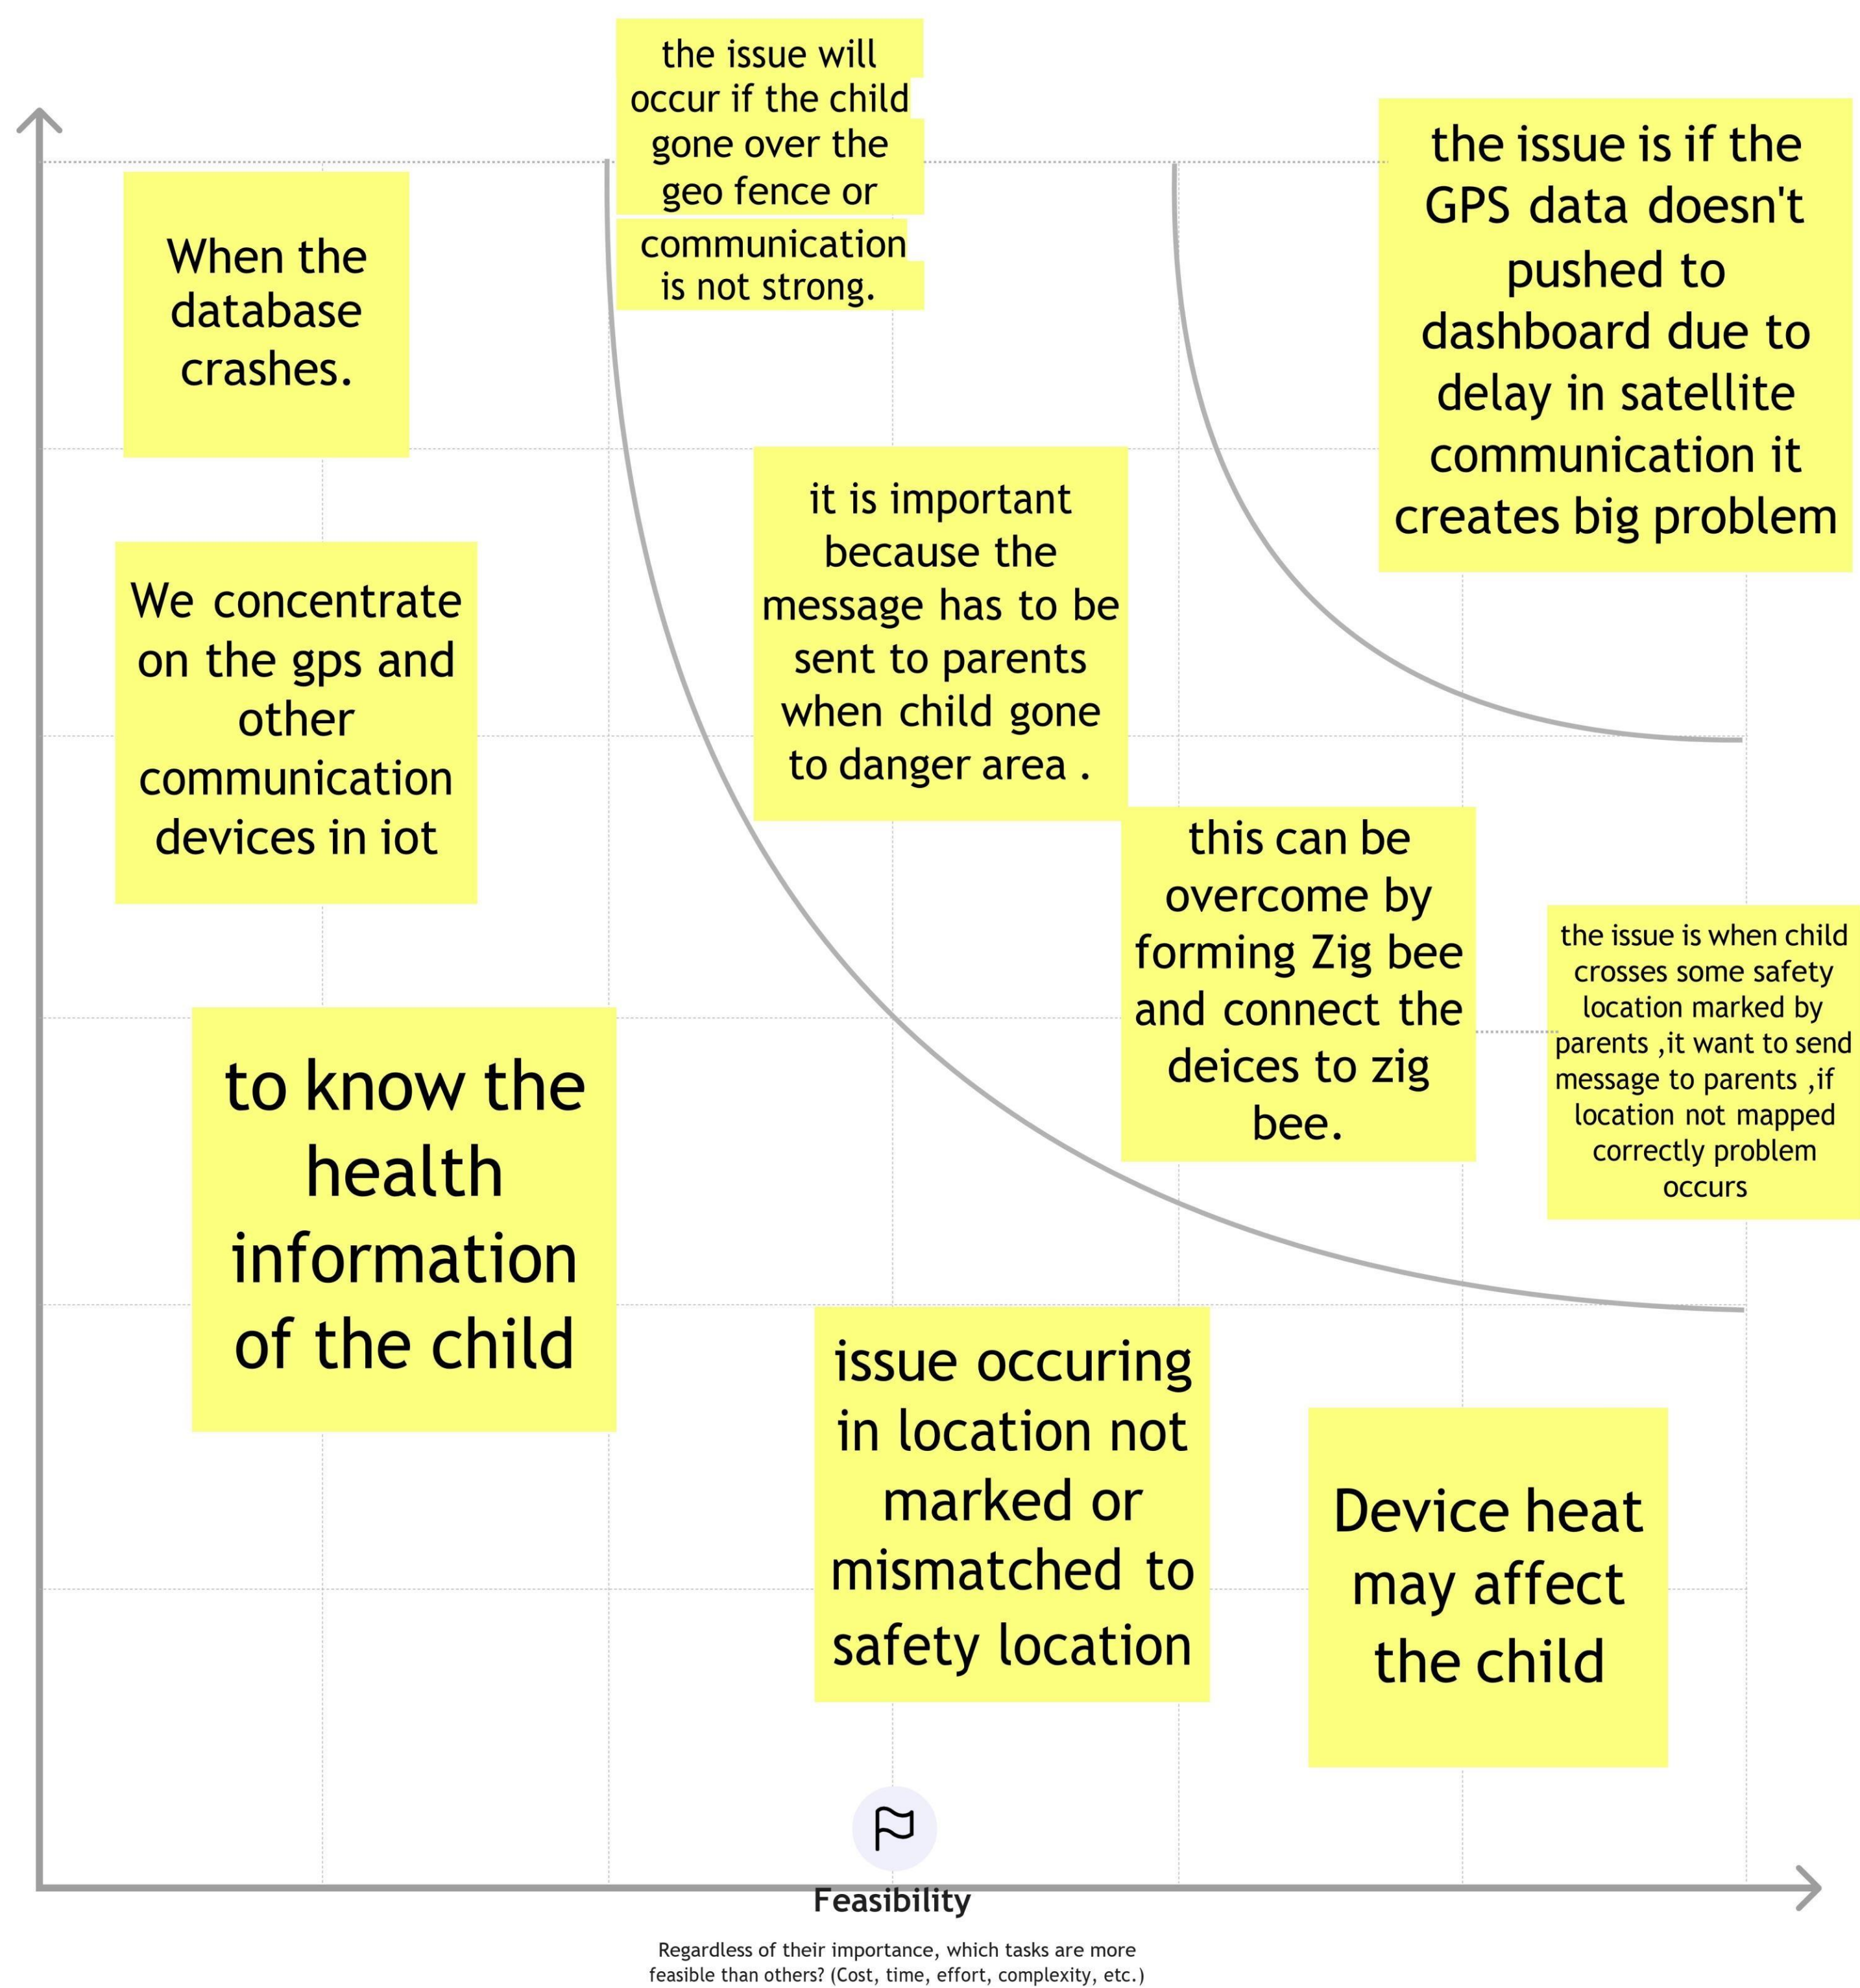 the issue will
occur if the child
gone over the
geo fence or
communication
is not strong.
the issue is if the
GPS data doesn't
pushed to
dashboard due to
delay in satellite
communication it
creates big problem
When the
database
crashes.
it is important
because the
message has to be
sent to parents
when child gone
to danger area .
We concentrate
on the gps and
other
communication
devices in iot
this can be
overcome by
forming Zig bee
and connect the
deices to zig
bee.
the issue is when child
crosses some safety
location marked by
parents ,it want to send
message to parents ,if
location not mapped
correctly problem
occurs
to know the
health
information
of the child
issue occuring
in location not
marked or
mismatched to
safety location
Device heat
may affect
the child
Feasibility
Regardless of their importance, which tasks are more
feasible than others? (Cost, time, effort, complexity, etc.)